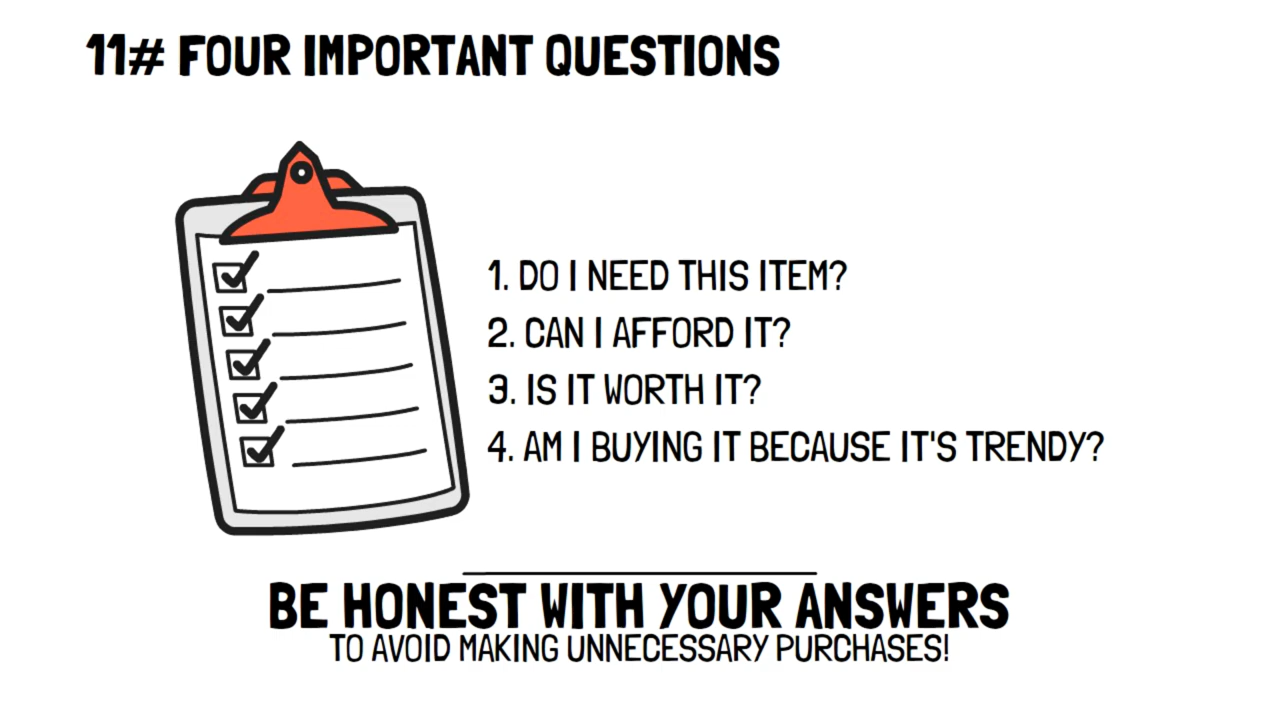 11# FOUR IMPORTANT QUESTIONS
1. DO I NEED THIS ITEM?
2. CAN I AFFORD IT?
3. IS IT WORTH IT?
4. AM I BUYING IT BECAUSE IT'S TRENDY?
BE HONEST WITH YOUR ANSWERS
TO AVOID MAKING UNNECESSARY PURCHASES!